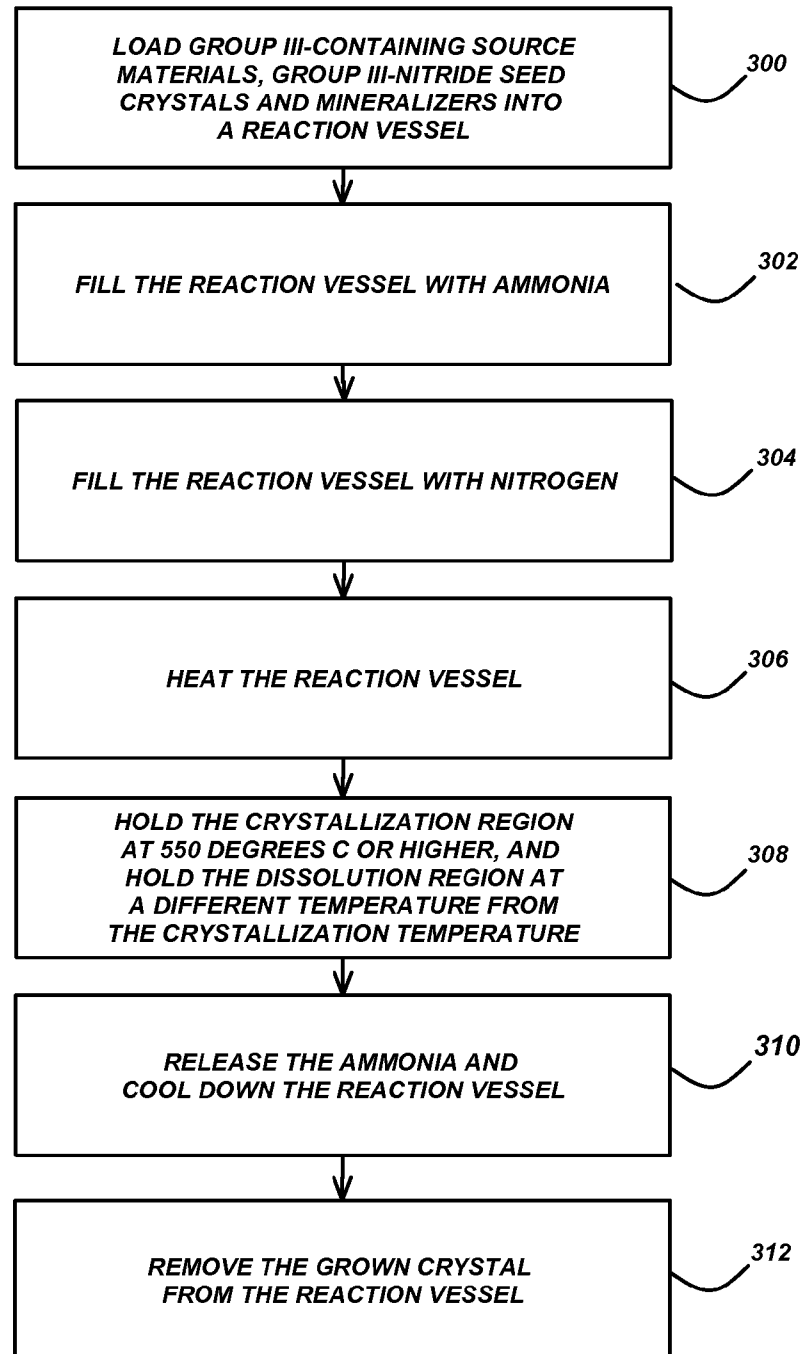 LOAD GROUP III-CONTAINING SOURCE
MATERIALS, GROUP III-NITRIDE SEED
CRYSTALS AND MINERALIZERS INTO
A REACTION VESSEL
300
FILL THE REACTION VESSEL WITH AMMONIA
302
FILL THE REACTION VESSEL WITH NITROGEN
304
HEAT THE REACTION VESSEL
306
HOLD THE CRYSTALLIZATION REGION
AT 550 DEGREES C OR HIGHER, AND
HOLD THE DISSOLUTION REGION AT
A DIFFERENT TEMPERATURE FROM
THE CRYSTALLIZATION TEMPERATURE
308
RELEASE THE AMMONIA AND
COOL DOWN THE REACTION VESSEL
310
REMOVE THE GROWN CRYSTAL
FROM THE REACTION VESSEL
312